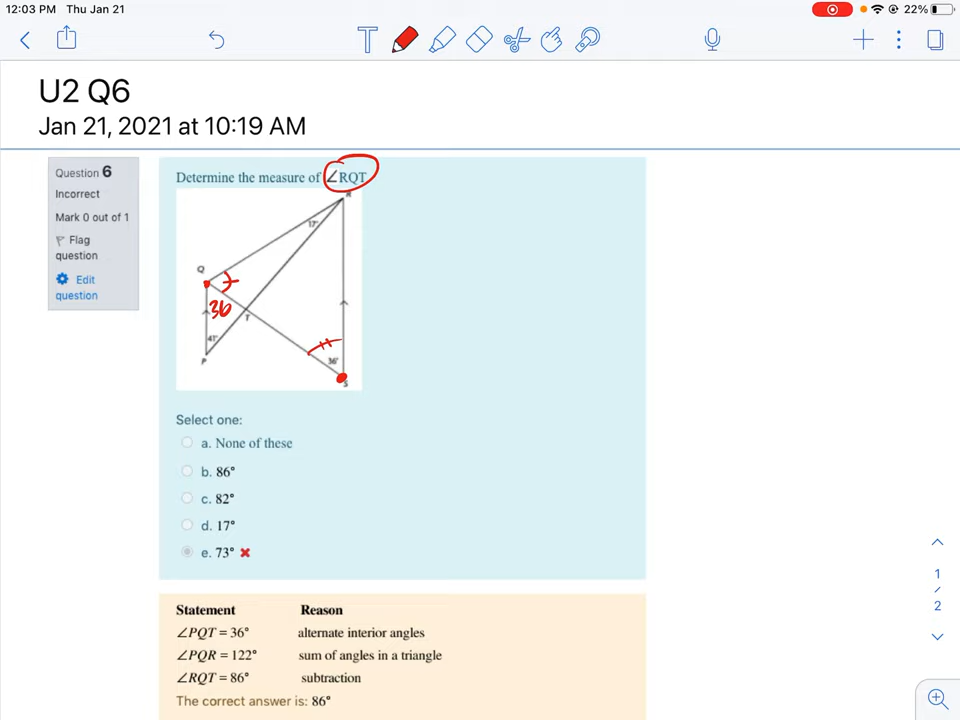 12:03 PM Thu Jan 21
22%
T
U2 Q6
Jan 21, 2021 at 10:19 AM
Question 6
Incorrect
Mark 0 out of 1
Flag question
Edit question
Determine the measure of ∠RQT
R
17°
Q
36
T
41°
P
36°
S
Select one:
a. None of these
b. 86°
c. 82°
d. 17°
e. 73°
Statement Reason
∠PQT = 36° alternate interior angles
∠PQR = 122° sum of angles in a triangle
∠RQT = 86° subtraction
The correct answer is: 86°
1
/
2